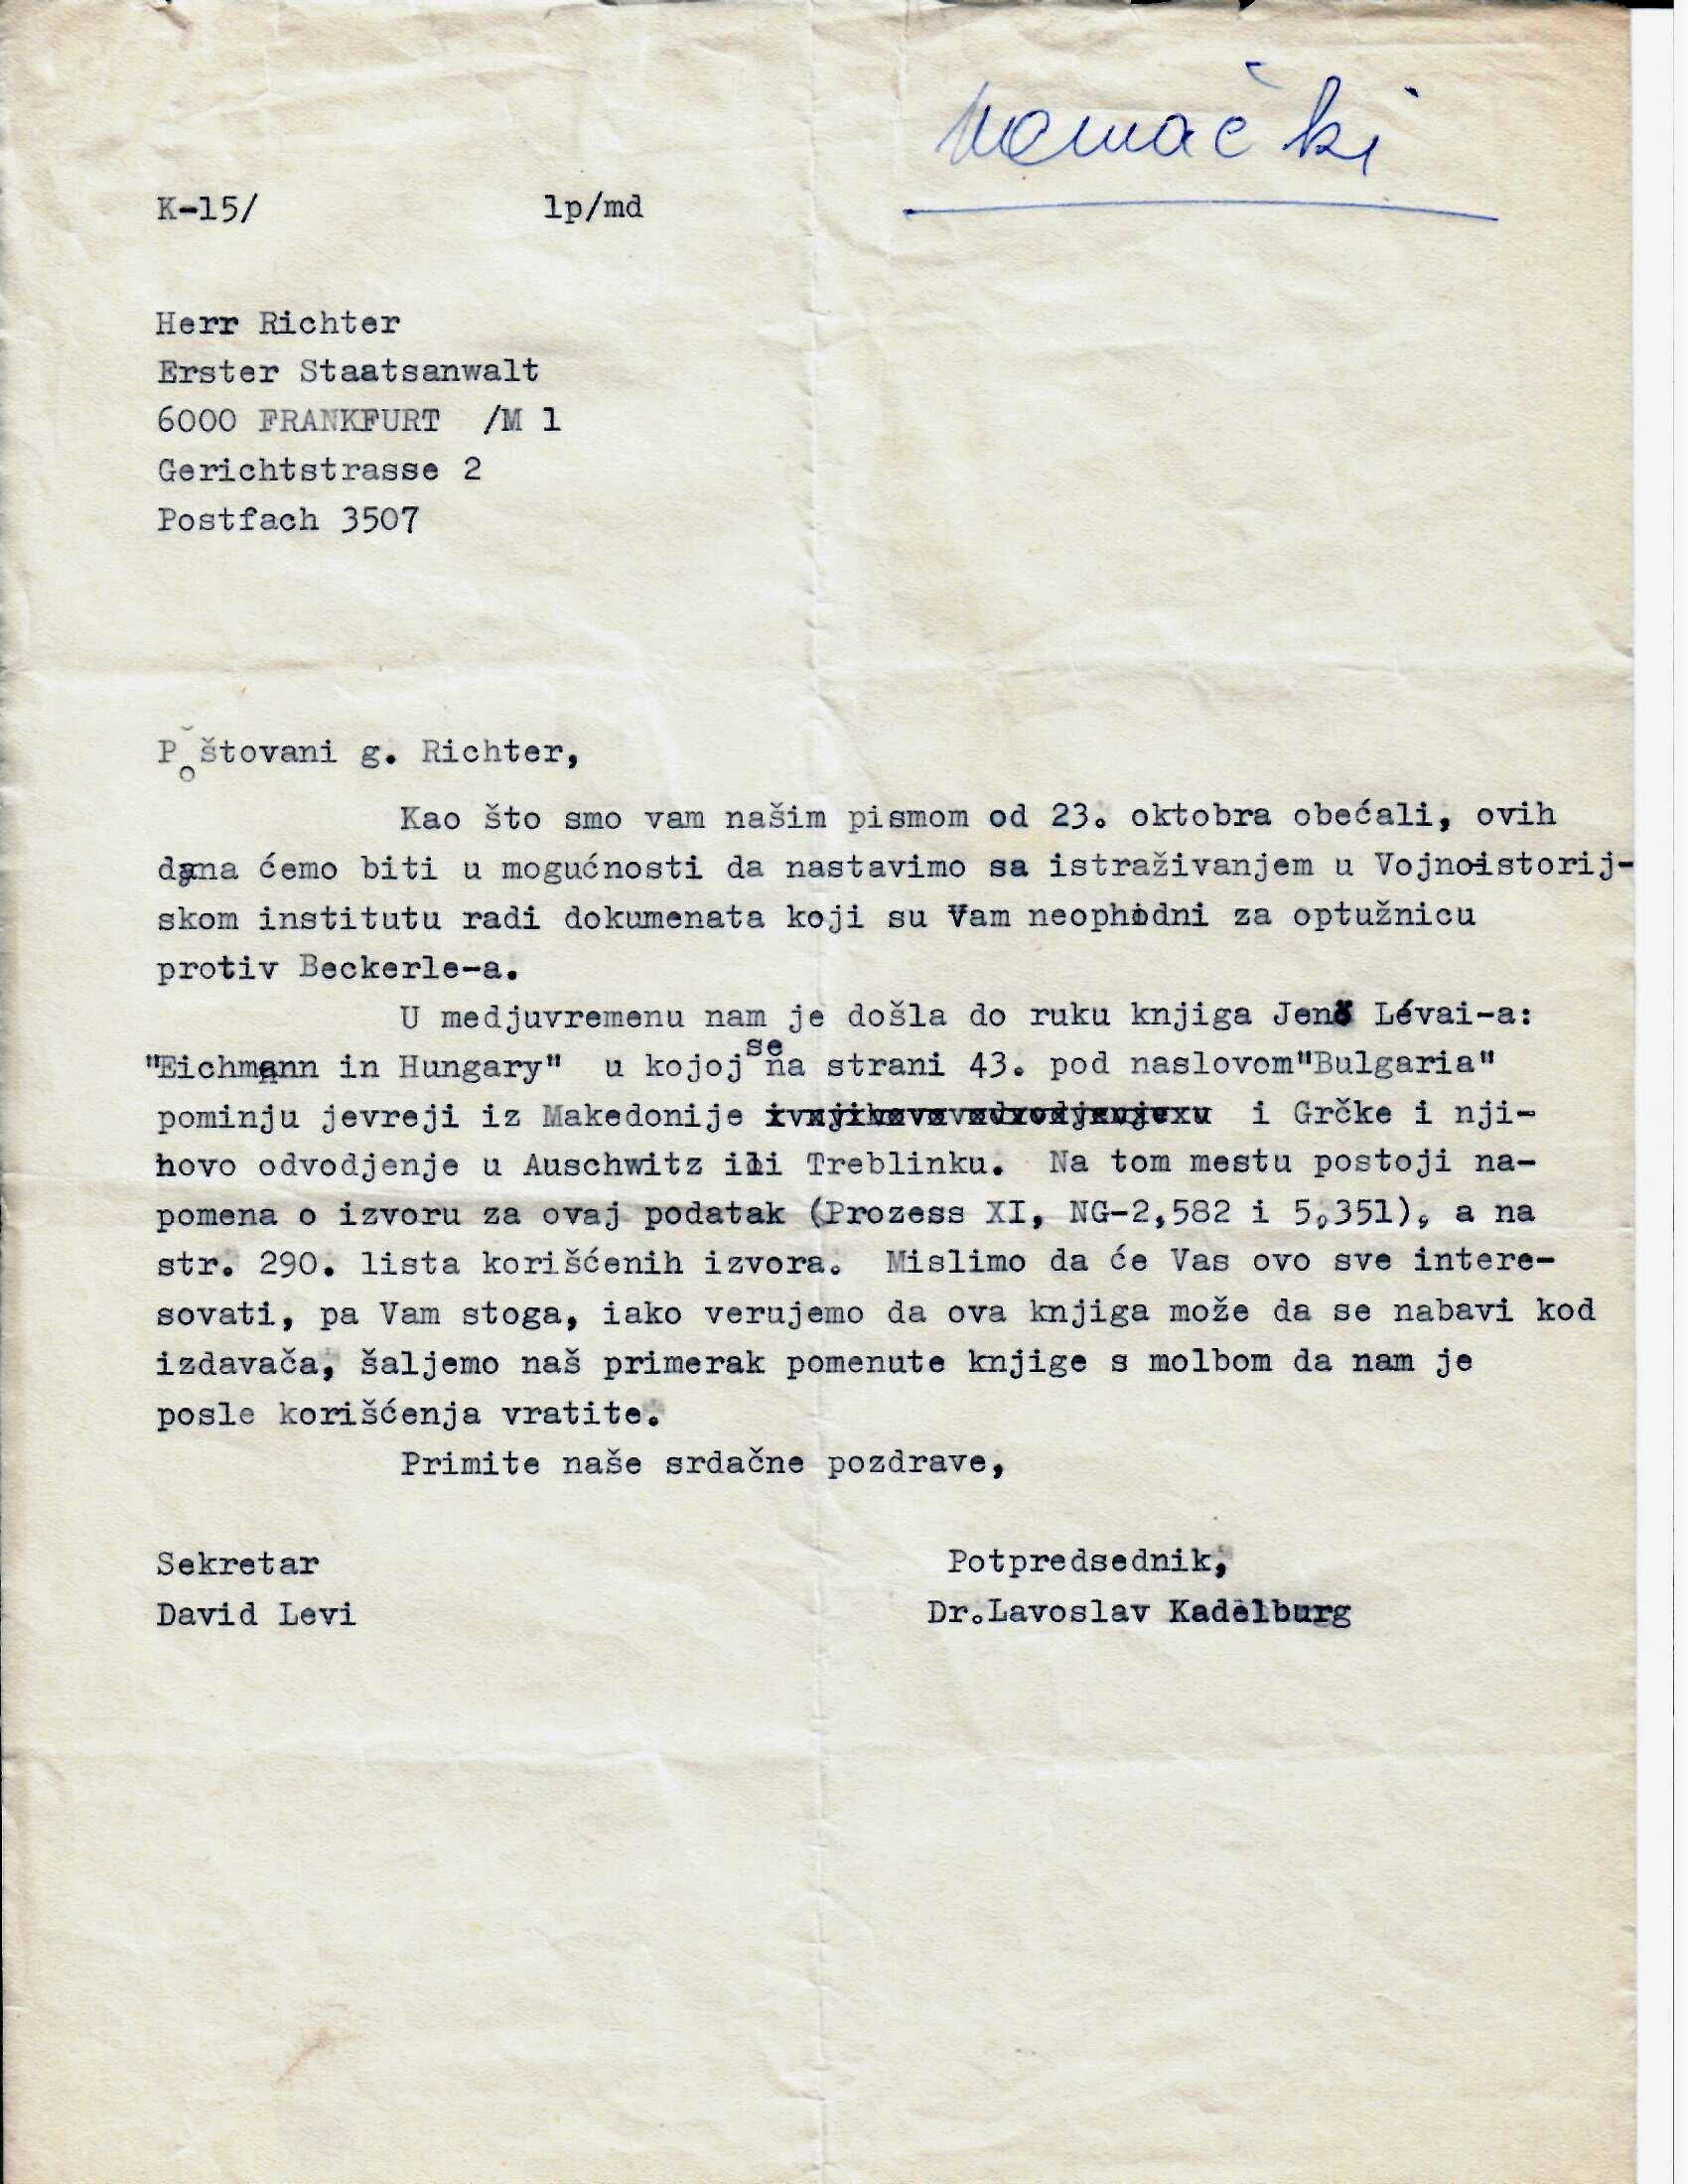 nemački
K-15/ lp/md
Herr Richter
Erster Staatsanwalt
6000 FRANKFURT /M 1
Gerichtstrasse 2
Postfach 3507
Poštovani g. Richter,
Kao što smo vam našim pismom od 23. oktobra obećali, ovih
dana ćemo biti u mogućnosti da nastavimo sa istraživanjem u Vojno-istorij-
skom institutu radi dokumenata koji su Vam neophodni za optužnicu
protiv Beckerle-a.
U medjuvremenu nam je došla do ruku knjiga Jenö Lévai-a:
"Eichmann in Hungary" u kojoj se na strani 43. pod naslovom"Bulgaria"
pominju jevreji iz Makedonije i Grčke i nji-
hovo odvodjenje u Auschwitz ili Treblinku. Na tom mestu postoji na-
pomena o izvoru za ovaj podatak (Prozess XI, NG-2,582 i 5,351), a na
str. 290. lista korišćenih izvora. Mislimo da će Vas ovo sve intere-
sovati, pa Vam stoga, iako verujemo da ova knjiga može da se nabavi kod
izdavača, šaljemo naš primerak pomenute knjige s molbom da nam je
posle korišćenja vratite.
Primite naše srdačne pozdrave,
Sekretar Potpredsednik,
David Levi Dr.Lavoslav Kadelburg